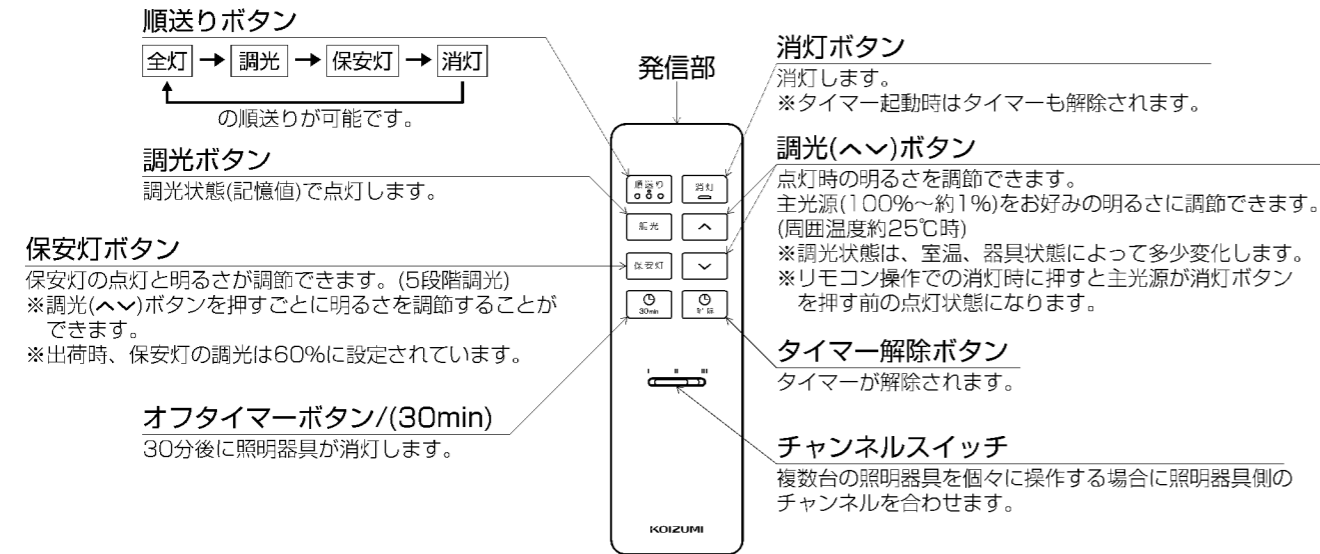 順送りボタン
全灯 → 調光 → 保安灯 → 消灯
の順送りが可能です。
調光ボタン
調光状態(記憶値)で点灯します。
保安灯ボタン
保安灯の点灯と明るさが調節できます。(5段階調光)
※調光(へ∨)ボタンを押すごとに明るさを調節することが
できます。
※出荷時、保安灯の調光は60%に設定されています。
オフタイマーボタン/(30min)
30分後に照明器具が消灯します。
発信部
順送り
消灯
調光
保安灯
30min
解除
I II III
KOIZUMI
消灯ボタン
消灯します。
※タイマー起動時はタイマーも解除されます。
調光(へ∨)ボタン
点灯時の明るさを調節できます。
主光源(100%～約1%)をお好みの明るさに調節できます。
(周囲温度約25℃時)
※調光状態は、室温、器具状態によって多少変化します。
※リモコン操作での消灯時に押すと主光源が消灯ボタン
を押す前の点灯状態になります。
タイマー解除ボタン
タイマーが解除されます。
チャンネルスイッチ
複数台の照明器具を個々に操作する場合に照明器具側の
チャンネルを合わせます。